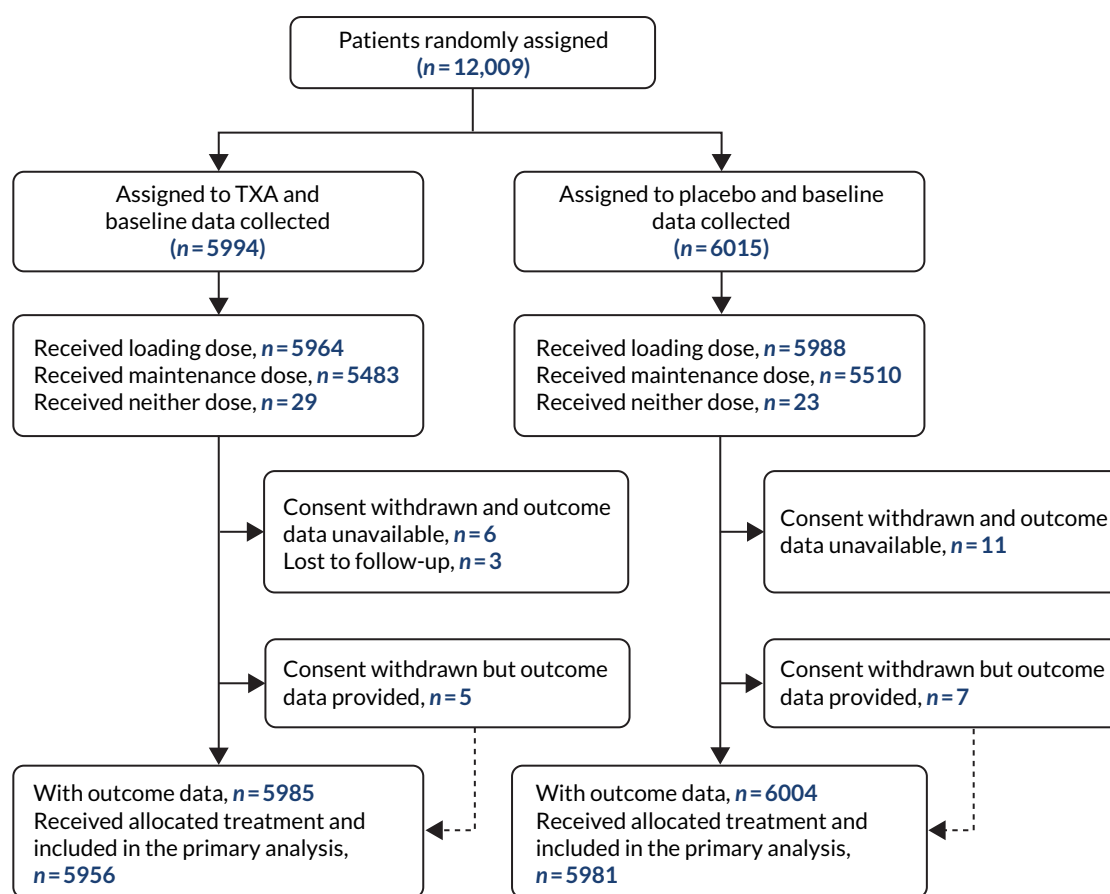 Patients randomly assigned
(n=12,009)
Assigned to TXA and
baseline data collected
(n=5994)
Assigned to placebo and baseline
data collected
(n=6015)
Received loading dose, n=5964
Received maintenance dose, n=5483
Received neither dose, n=29
Received loading dose, n=5988
Received maintenance dose, n=5510
Received neither dose, n=23
Consent withdrawn and outcome
data unavailable, n=6
Lost to follow-up, n=3
Consent withdrawn and outcome
data unavailable, n=11
Consent withdrawn but outcome
data provided, n=5
Consent withdrawn but outcome
data provided, n=7
With outcome data, n=5985
Received allocated treatment and
included in the primary analysis,
n=5956
With outcome data, n=6004
Received allocated treatment and
included in the primary analysis,
n=5981